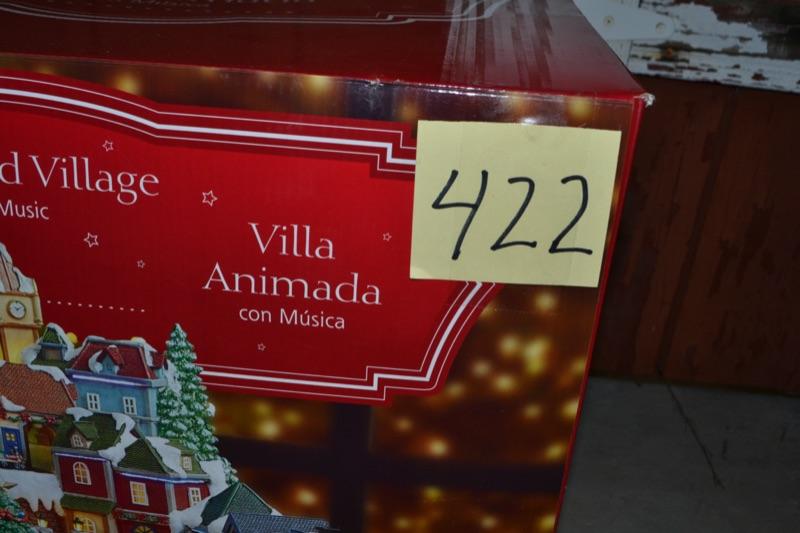 d Village
Music
Villa
Animada
con Música
422